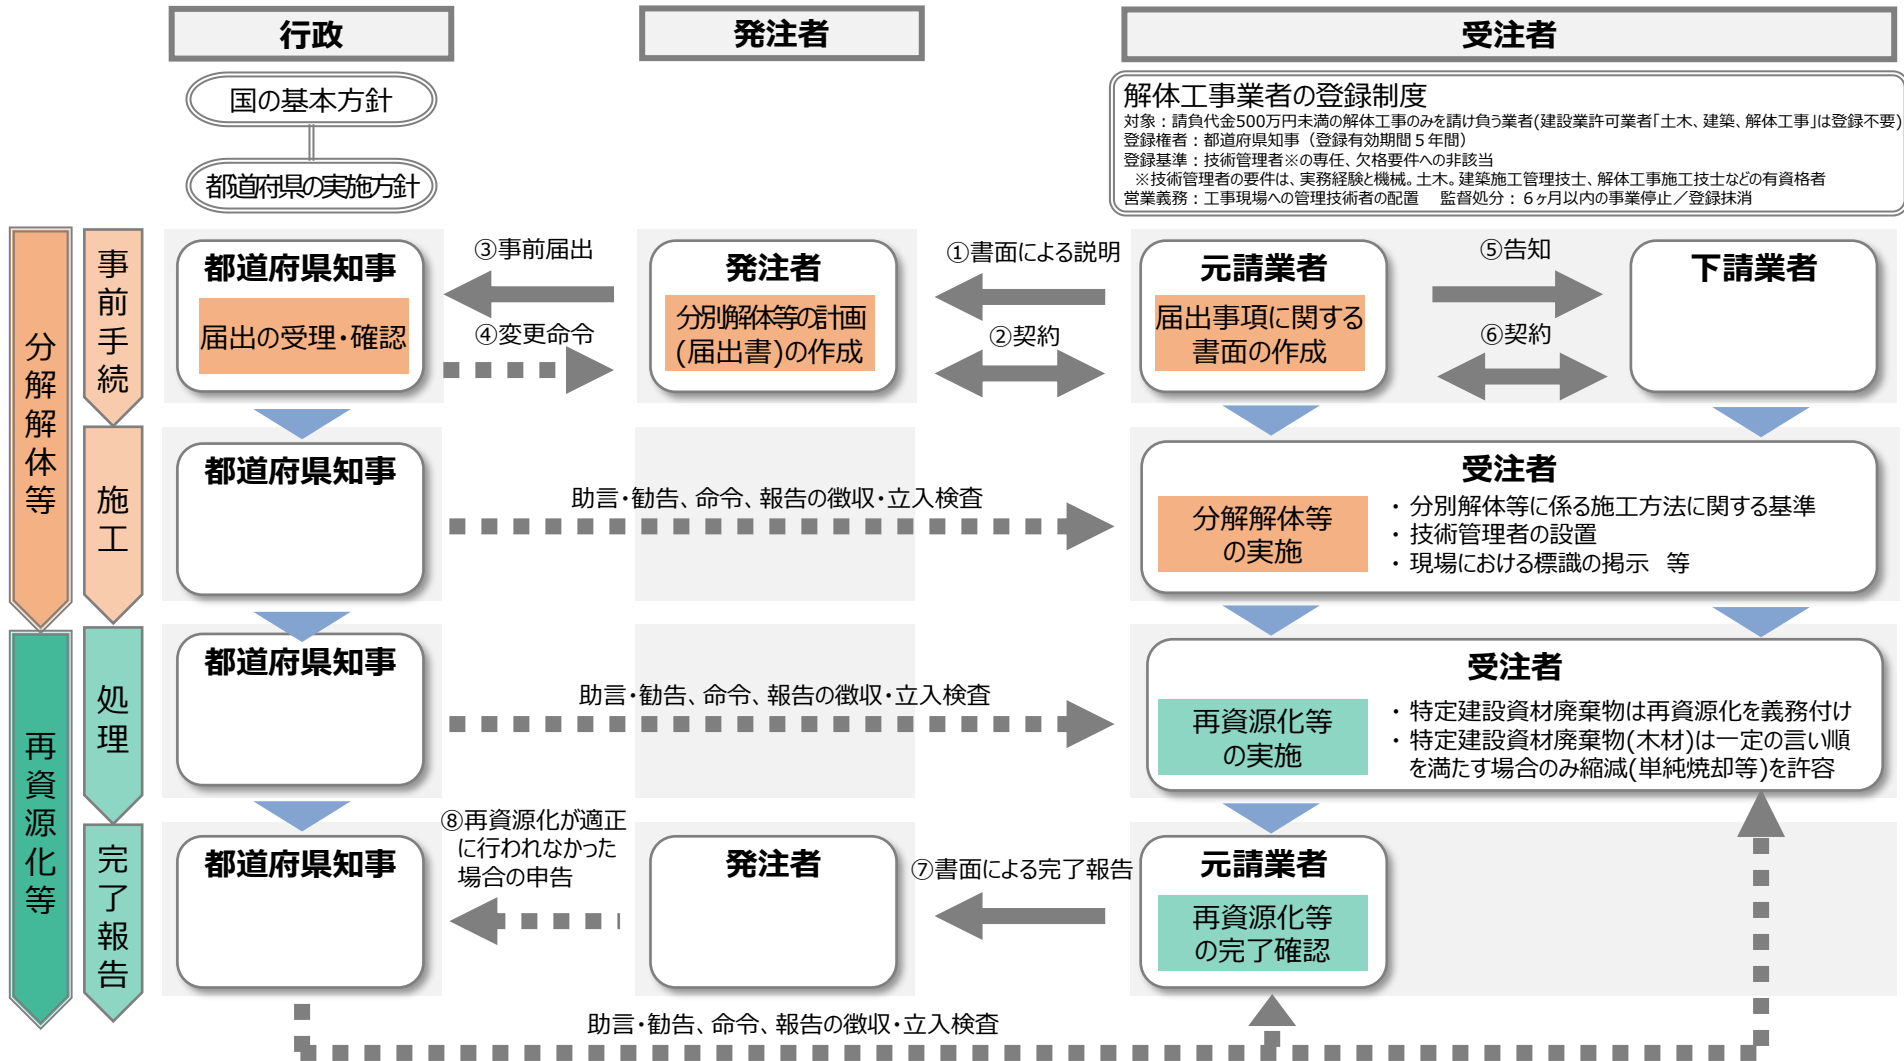 行政
発注者
受注者
国の基本方針
都道府県の実施方針
解体工事業者の登録制度
対象：請負代金500万円未満の解体工事のみを請け負う業者(建設業許可業者「土木、建築、解体工事」は登録不要)
登録権者：都道府県知事（登録有効期間５年間）
登録基準：技術管理者※の専任、欠格要件への非該当
※技術管理者の要件は、実務経験と機械。土木。建築施工管理技士、解体工事施工技士などの有資格者
営業義務：工事現場への管理技術者の配置　監督処分：６ヶ月以内の事業停止／登録抹消
分解解体等
事前手続
都道府県知事
届出の受理・確認
③事前届出
④変更命令
発注者
分別解体等の計画
(届出書)の作成
①書面による説明
②契約
元請業者
届出事項に関する
書面の作成
⑤告知
⑥契約
下請業者
施工
都道府県知事
助言・勧告、命令、報告の徴収・立入検査
受注者
分解解体等
の実施
・分別解体等に係る施工方法に関する基準
・技術管理者の設置
・現場における標識の掲示　等
再資源化等
処理
都道府県知事
助言・勧告、命令、報告の徴収・立入検査
受注者
再資源化等
の実施
・特定建設資材廃棄物は再資源化を義務付け
・特定建設資材廃棄物(木材)は一定の言い順
を満たす場合のみ縮減(単純焼却等)を許容
完了報告
都道府県知事
⑧再資源化が適正
に行われなかった
場合の申告
発注者
⑦書面による完了報告
元請業者
再資源化等
の完了確認
助言・勧告、命令、報告の徴収・立入検査